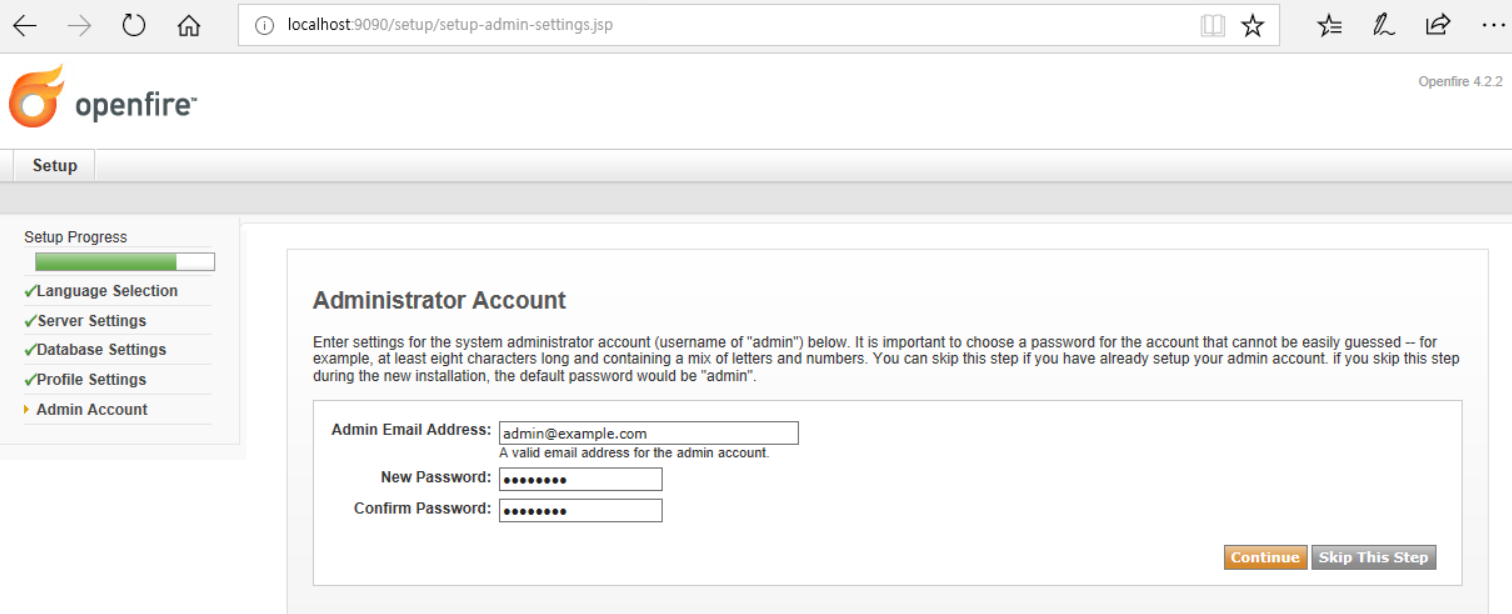 localhost:9090/setup/setup-admin-settings.jsp
openfire™
Openfire 4.2.2
Setup
Setup Progress
Language Selection
Server Settings
Database Settings
Profile Settings
Admin Account
Administrator Account
Enter settings for the system administrator account (username of "admin") below. It is important to choose a password for the account that cannot be easily guessed -- for
example, at least eight characters long and containing a mix of letters and numbers. You can skip this step if you have already setup your admin account. if you skip this step
during the new installation, the default password would be "admin".
Admin Email Address: admin@example.com
A valid email address for the admin account.
New Password: ••••••••
Confirm Password: ••••••••
Continue Skip This Step